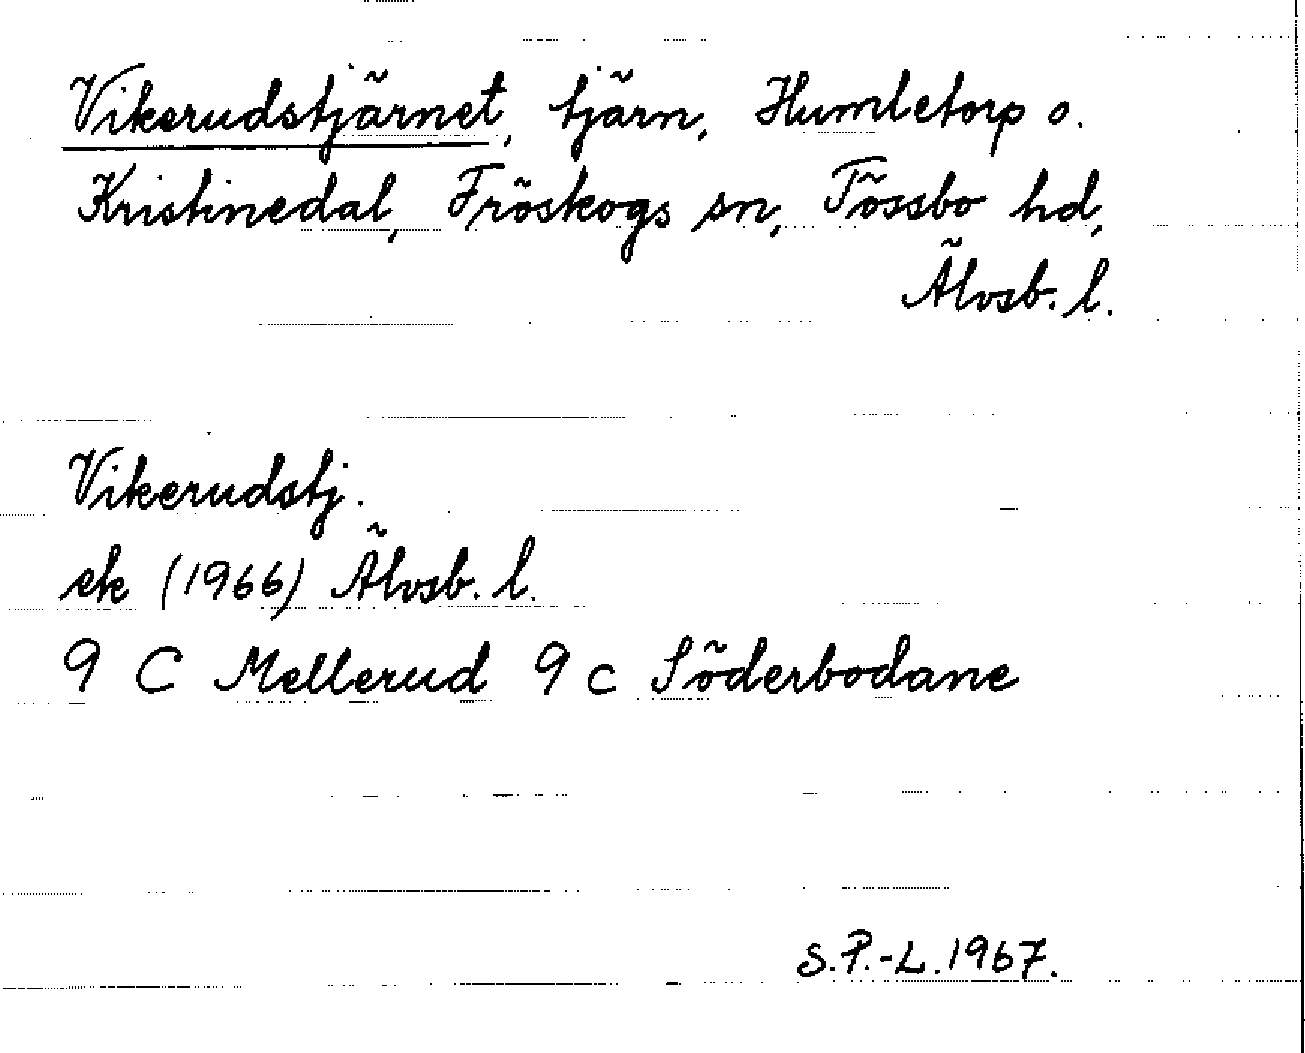 Vikerudstjärnet, tjärn, Humletorp o.
Kristinedal, Fröskogs sn, Tössbo hd,
Älvsb. l.
Vikerudstj.
ek (1966) Älvsb. l.
9 C Mellerud 9 c Söderbodane
S.P.-L. 1967.